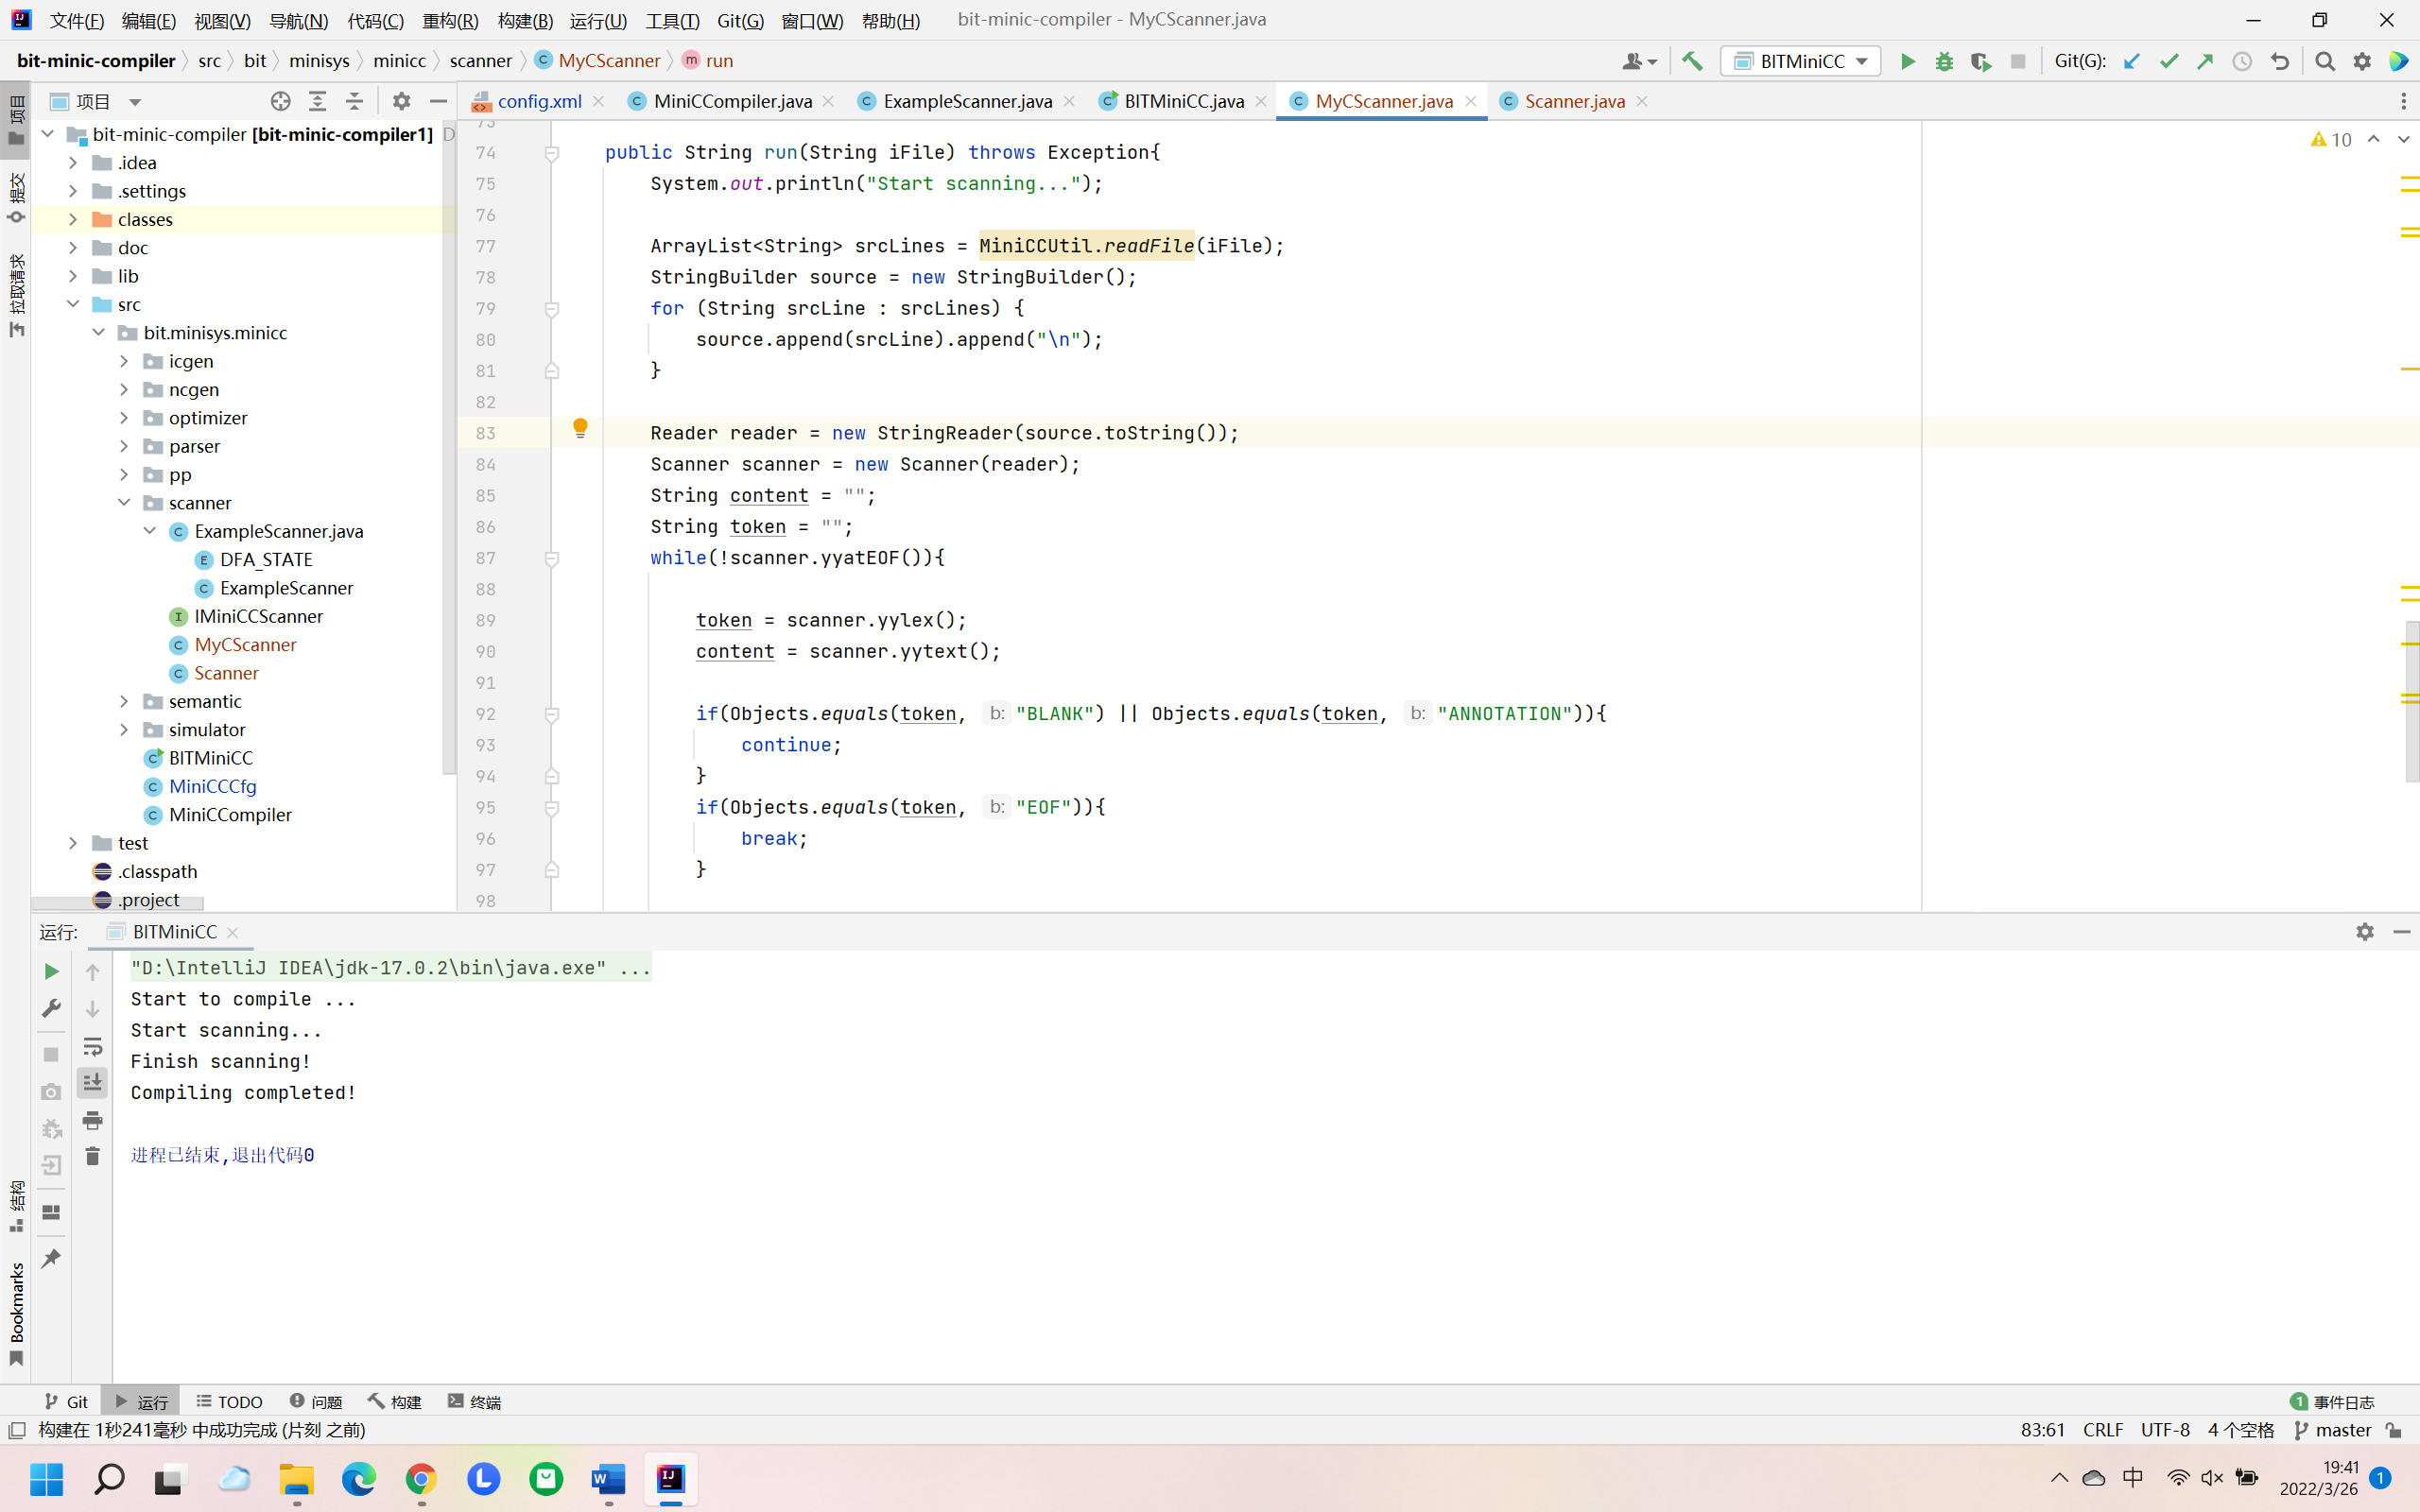 文件(F) 编辑(E) 视图(V) 导航(N) 代码(C) 重构(R) 构建(B) 运行(U) 工具(T) Git(G) 窗口(W) 帮助(H) bit-minic-compiler - MyCScanner.java
bit-minic-compiler src bit minisys minicc scanner MyCScanner run BITMiniCC Git(G):
项目 config.xml MiniCCompiler.java ExampleScanner.java BITMiniCC.java MyCScanner.java Scanner.java
项目
提交
拉取请求
结构
Bookmarks
bit-minic-compiler [bit-minic-compiler1] D
.idea
.settings
classes
doc
lib
src
bit.minisys.minicc
icgen
ncgen
optimizer
parser
pp
scanner
ExampleScanner.java
DFA_STATE
ExampleScanner
IMiniCCScanner
MyCScanner
Scanner
semantic
simulator
BITMiniCC
MiniCCCfg
MiniCCompiler
test
.classpath
.project
10
73
74 public String run(String iFile) throws Exception{
75 System.out.println("Start scanning...");
76
77 ArrayList<String> srcLines = MiniCCUtil.readFile(iFile);
78 StringBuilder source = new StringBuilder();
79 for (String srcLine : srcLines) {
80 source.append(srcLine).append("\n");
81 }
82
83 Reader reader = new StringReader(source.toString());
84 Scanner scanner = new Scanner(reader);
85 String content = "";
86 String token = "";
87 while(!scanner.yyatEOF()){
88
89 token = scanner.yylex();
90 content = scanner.yytext();
91
92 if(Objects.equals(token, b: "BLANK") || Objects.equals(token, b: "ANNOTATION")){
93 continue;
94 }
95 if(Objects.equals(token, b: "EOF")){
96 break;
97 }
98
运行: BITMiniCC
"D:\IntelliJ IDEA\jdk-17.0.2\bin\java.exe" ...
Start to compile ...
Start scanning...
Finish scanning!
Compiling completed!
进程已结束,退出代码0
Git 运行 TODO 问题 构建 终端 1 事件日志
构建在 1秒241毫秒 中成功完成 (片刻 之前) 83:61 CRLF UTF-8 4 个空格 master
中 19:41
2022/3/26 1